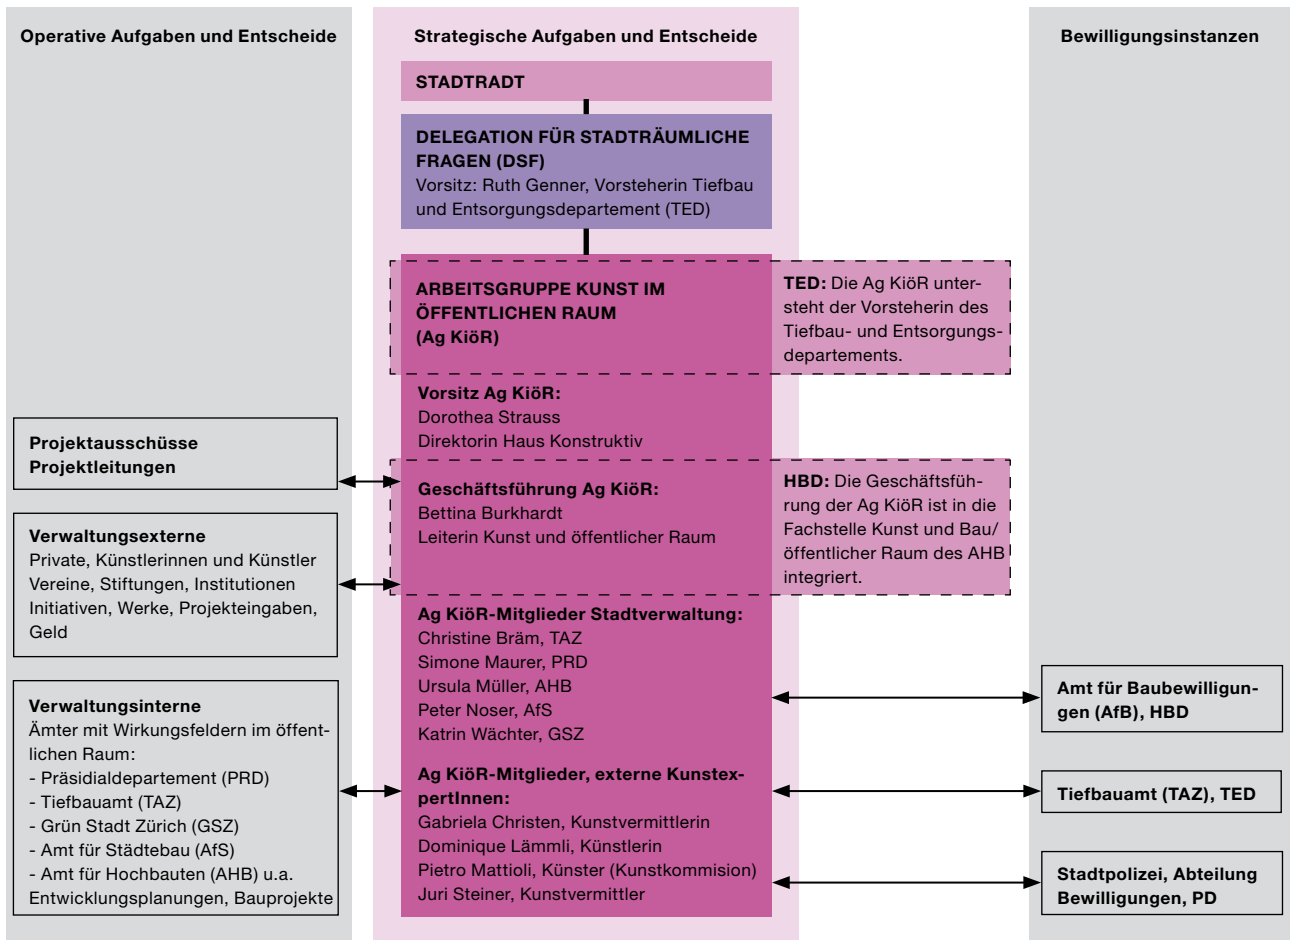 Operative Aufgaben und Entscheide
Projektausschüsse
Projektleitungen
Verwaltungsexterne
Private, Künstlerinnen und Künstler
Vereine, Stiftungen, Institutionen
Initiativen, Werke, Projekteingaben,
Geld
Verwaltungsinterne
Ämter mit Wirkungsfeldern im öffent-
lichen Raum:
- Präsidialdepartement (PRD)
- Tiefbauamt (TAZ)
- Grün Stadt Zürich (GSZ)
- Amt für Städtebau (AfS)
- Amt für Hochbauten (AHB) u.a.
Entwicklungsplanungen, Bauprojekte
Strategische Aufgaben und Entscheide
STADTRADT
DELEGATION FÜR STADTRÄUMLICHE
FRAGEN (DSF)
Vorsitz: Ruth Genner, Vorsteherin Tiefbau
und Entsorgungsdepartement (TED)
ARBEITSGRUPPE KUNST IM
ÖFFENTLICHEN RAUM
(Ag KiöR)
TED: Die Ag KiöR unter-
steht der Vorsteherin des
Tiefbau- und Entsorgungs-
departements.
Vorsitz Ag KiöR:
Dorothea Strauss
Direktorin Haus Konstruktiv
Geschäftsführung Ag KiöR:
Bettina Burkhardt
Leiterin Kunst und öffentlicher Raum
HBD: Die Geschäftsfüh-
rung der Ag KiöR ist in die
Fachstelle Kunst und Bau/
öffentlicher Raum des AHB
integriert.
Ag KiöR-Mitglieder Stadtverwaltung:
Christine Bräm, TAZ
Simone Maurer, PRD
Ursula Müller, AHB
Peter Noser, AfS
Katrin Wächter, GSZ
Ag KiöR-Mitglieder, externe Kunstex-
pertInnen:
Gabriela Christen, Kunstvermittlerin
Dominique Lämmli, Künstlerin
Pietro Mattioli, Künster (Kunstkommision)
Juri Steiner, Kunstvermittler
Bewilligungsinstanzen
Amt für Baubewilligun-
gen (AfB), HBD
Tiefbauamt (TAZ), TED
Stadtpolizei, Abteilung
Bewilligungen, PD